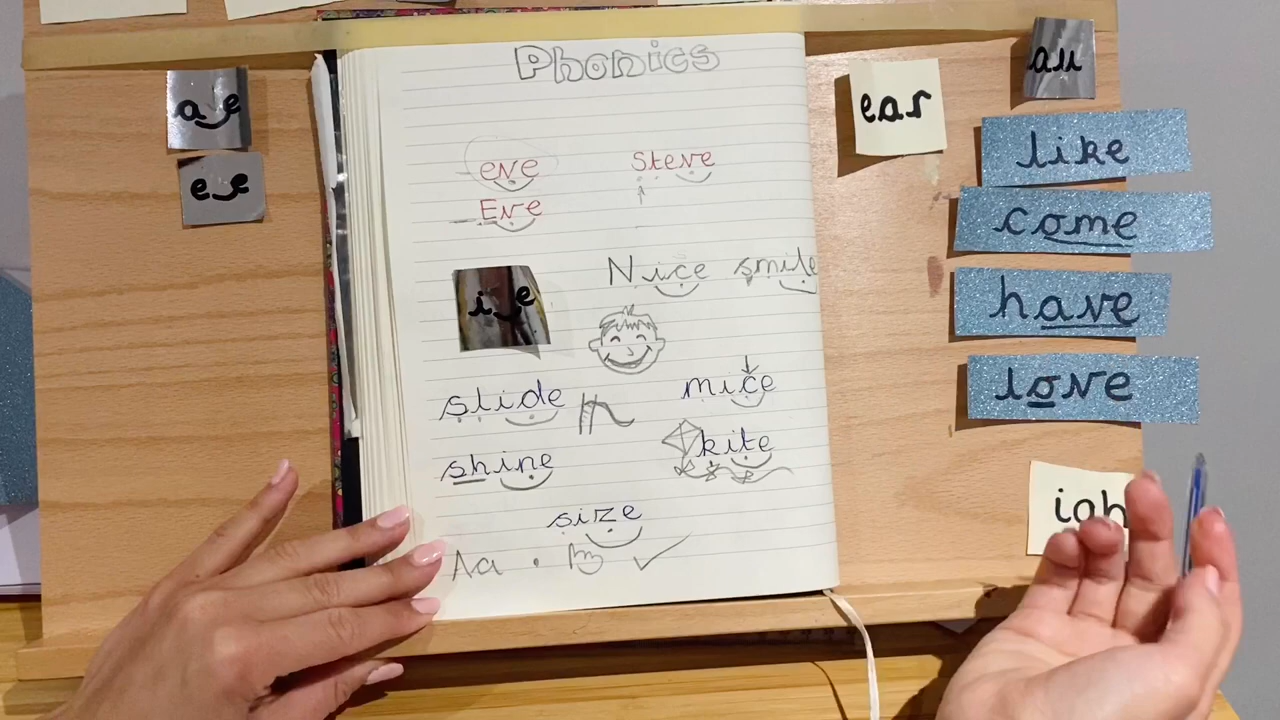 Phonics
a_e
e_e
eve Steve
Eve
i_e
Nice smile
slide mice
shine kite
size
Aa . ✓
ear
au
like
come
have
love
igh